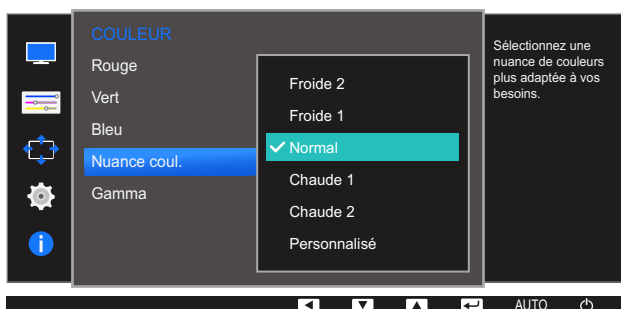 COULEUR
Rouge
Vert
Bleu
Nuance coul.
Gamma
Froide 2
Froide 1
Normal
Chaude 1
Chaude 2
Personnalisé
Sélectionnez une
nuance de couleurs
plus adaptée à vos
besoins.
AUTO